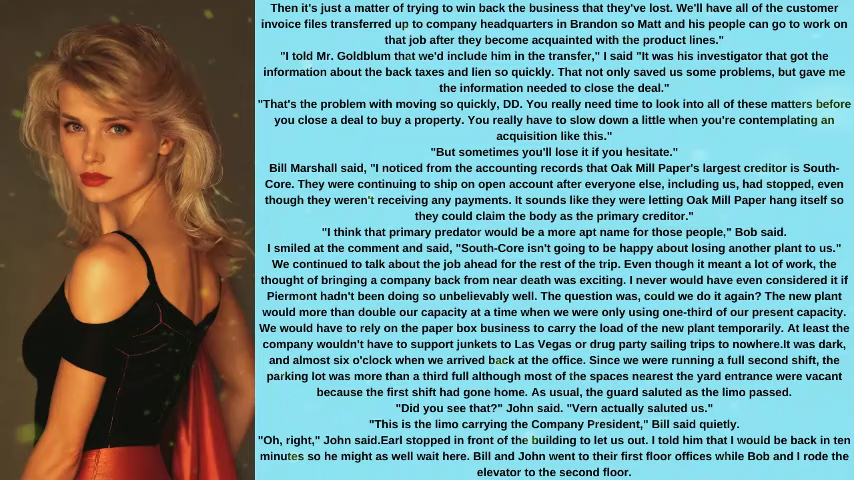 Then it's just a matter of trying to win back the business that they've lost. We'll have all of the customer
invoice files transferred up to company headquarters in Brandon so Matt and his people can go to work on
that job after they become acquainted with the product lines."
"I told Mr. Goldblum that we'd include him in the transfer," I said "It was his investigator that got the
information about the back taxes and lien so quickly. That not only saved us some problems, but gave me
the information needed to close the deal."
"That's the problem with moving so quickly, DD. You really need time to look into all of these matters before
you close a deal to buy a property. You really have to slow down a little when you're contemplating an
acquisition like this."
"But sometimes you'll lose it if you hesitate."
Bill Marshall said, "I noticed from the accounting records that Oak Mill Paper's largest creditor is South-
Core. They were continuing to ship on open account after everyone else, including us, had stopped, even
though they weren't receiving any payments. It sounds like they were letting Oak Mill Paper hang itself so
they could claim the body as the primary creditor."
"I think that primary predator would be a more apt name for those people," Bob said.
I smiled at the comment and said, "South-Core isn't going to be happy about losing another plant to us."
We continued to talk about the job ahead for the rest of the trip. Even though it meant a lot of work, the
thought of bringing a company back from near death was exciting. I never would have even considered it if
Piermont hadn't been doing so unbelievably well. The question was, could we do it again? The new plant
would more than double our capacity at a time when we were only using one-third of our present capacity.
We would have to rely on the paper box business to carry the load of the new plant temporarily. At least the
company wouldn't have to support junkets to Las Vegas or drug party sailing trips to nowhere.It was dark,
and almost six o'clock when we arrived back at the office. Since we were running a full second shift, the
parking lot was more than a third full although most of the spaces nearest the yard entrance were vacant
because the first shift had gone home. As usual, the guard saluted as the limo passed.
"Did you see that?" John said. "Vern actually saluted us."
"This is the limo carrying the Company President," Bill said quietly.
"Oh, right," John said.Earl stopped in front of the building to let us out. I told him that I would be back in ten
minutes so he might as well wait here. Bill and John went to their first floor offices while Bob and I rode the
elevator to the second floor.